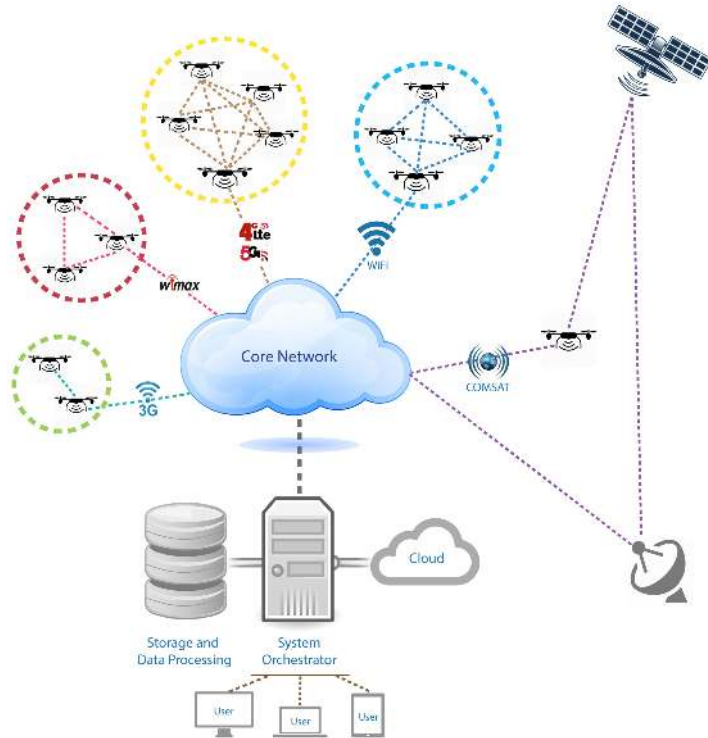 4G
Lte
5G
WIFI
wimax
Core Network
3G
COMSAT
Cloud
Storage and
Data Processing
System
Orchestrator
User
User
User